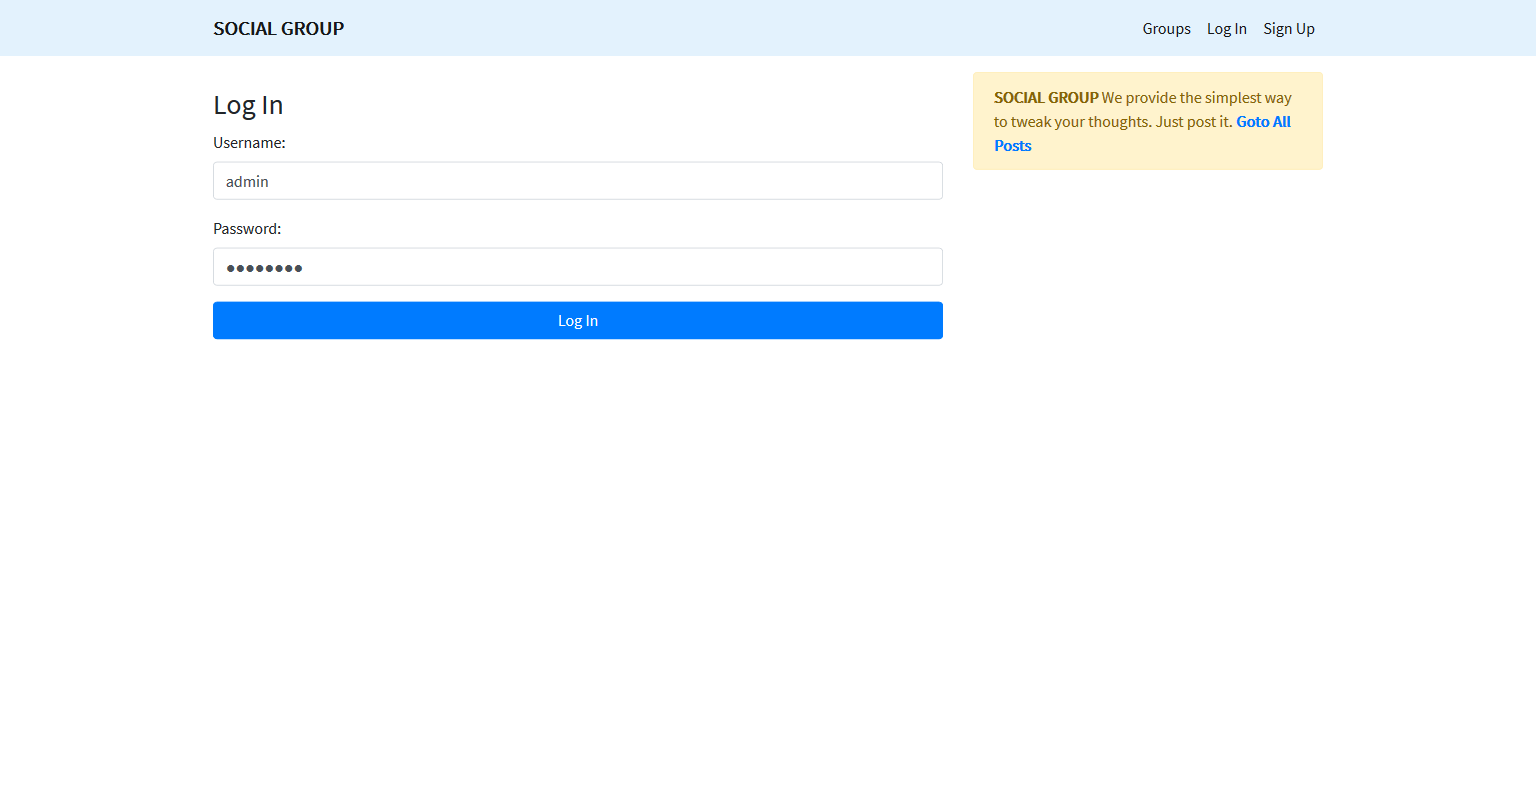 SOCIAL GROUP
Groups Log In Sign Up
Log In
Username:
admin
Password:
●●●●●●●●
Log In
SOCIAL GROUP We provide the simplest way
to tweak your thoughts. Just post it. Goto All
Posts